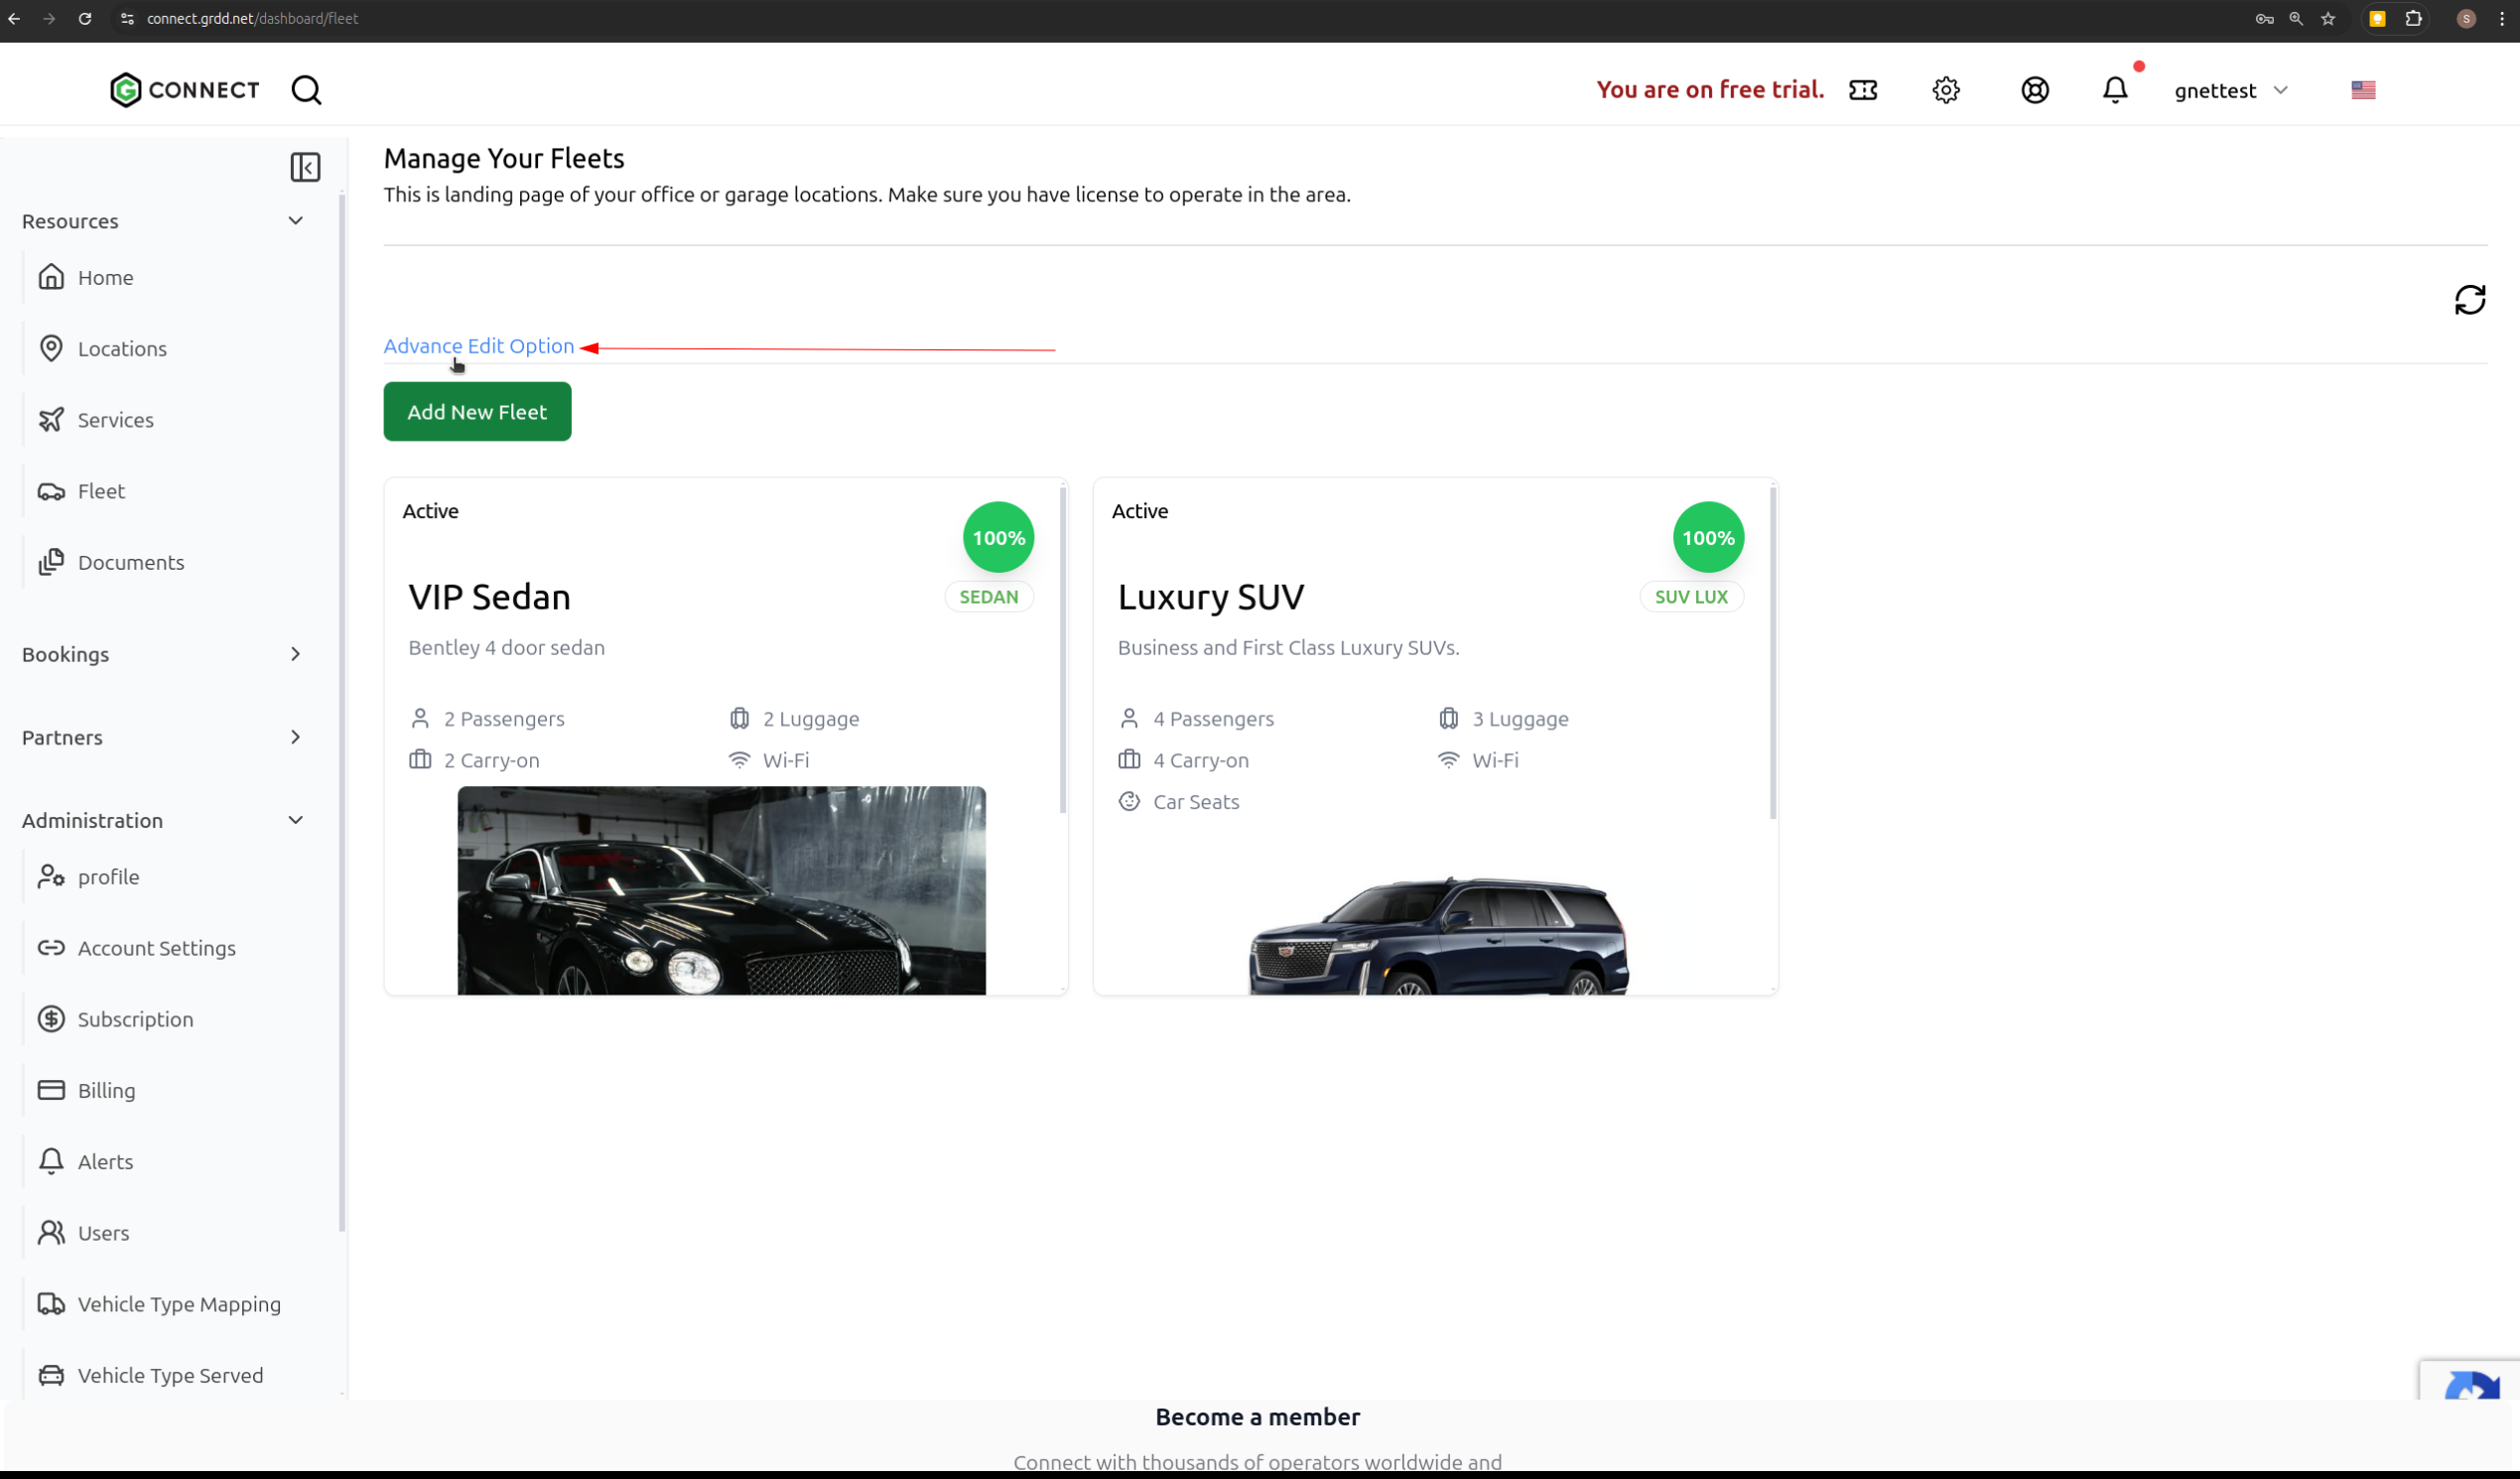 connect.grdd.net/dashboard/fleet
S
G CONNECT
You are on free trial.
gnettest
Manage Your Fleets
This is landing page of your office or garage locations. Make sure you have license to operate in the area.
Resources
Home
Locations
Services
Fleet
Documents
Bookings
Partners
Administration
profile
Account Settings
Subscription
Billing
Alerts
Users
Vehicle Type Mapping
Vehicle Type Served
Advance Edit Option
Add New Fleet
Active
100%
VIP Sedan
SEDAN
Bentley 4 door sedan
2 Passengers
2 Luggage
2 Carry-on
Wi-Fi
Active
100%
Luxury SUV
SUV LUX
Business and First Class Luxury SUVs.
4 Passengers
3 Luggage
4 Carry-on
Wi-Fi
Car Seats
Become a member
Connect with thousands of operators worldwide and